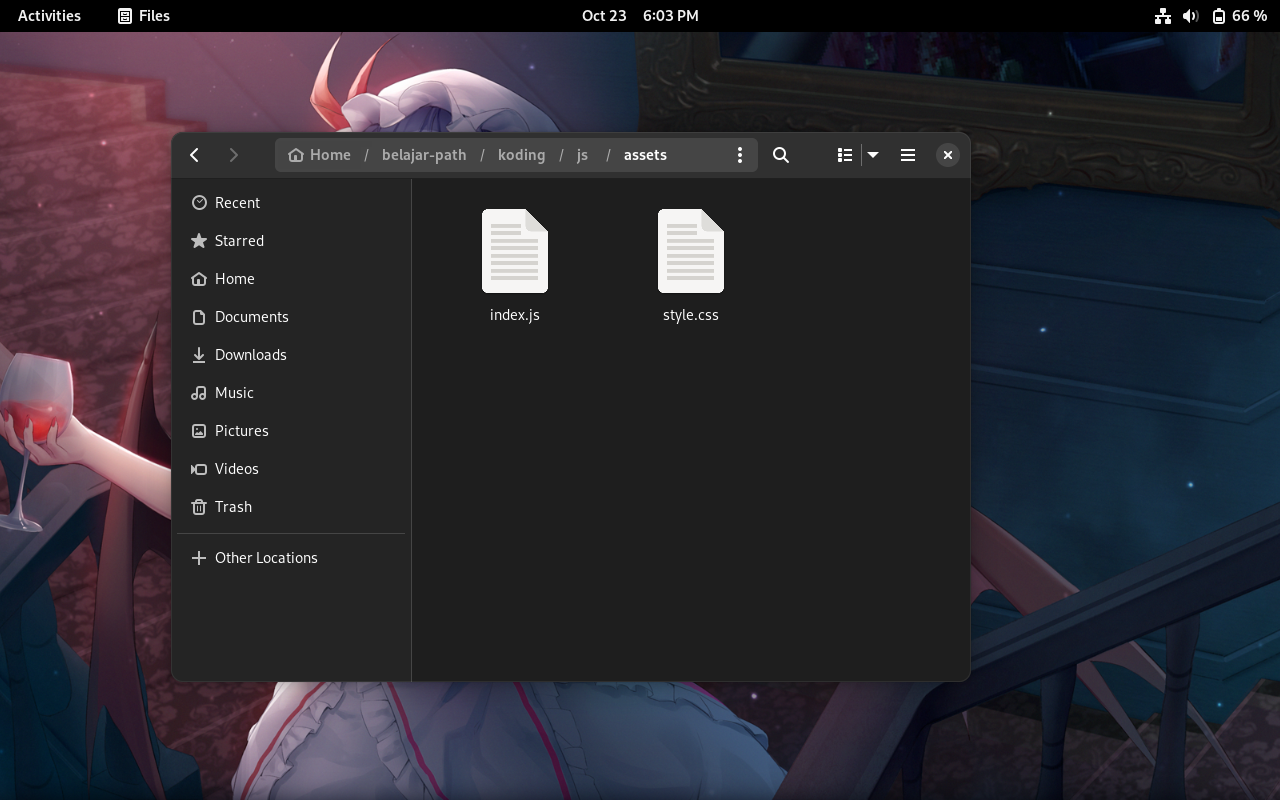 Activities Files Oct 23 6:03 PM 66 %
Home / belajar-path / koding / js / assets
Recent
Starred
Home
Documents
Downloads
Music
Pictures
Videos
Trash
Other Locations
index.js style.css